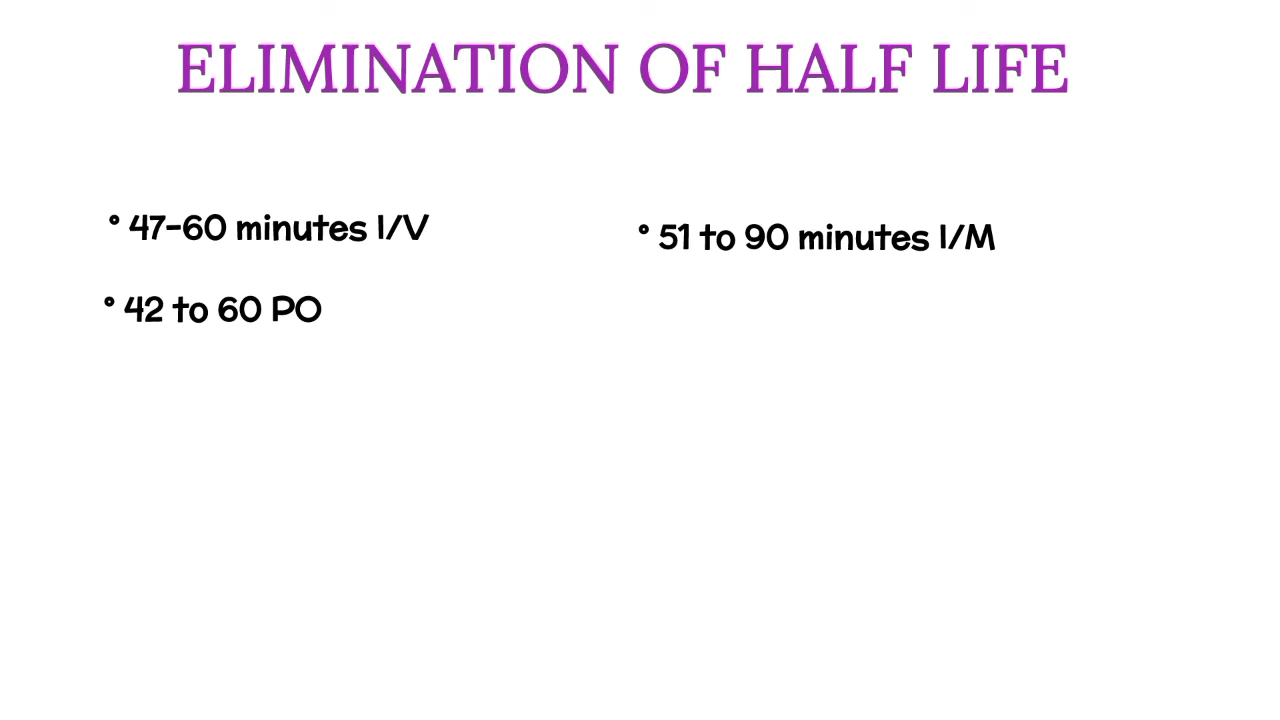 ELIMINATION OF HALF LIFE
° 47-60 minutes I/V
° 51 to 90 minutes I/M
° 42 to 60 PO